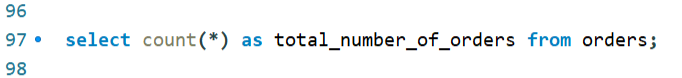 96
97 • select count(*) as total_number_of_orders from orders;
98